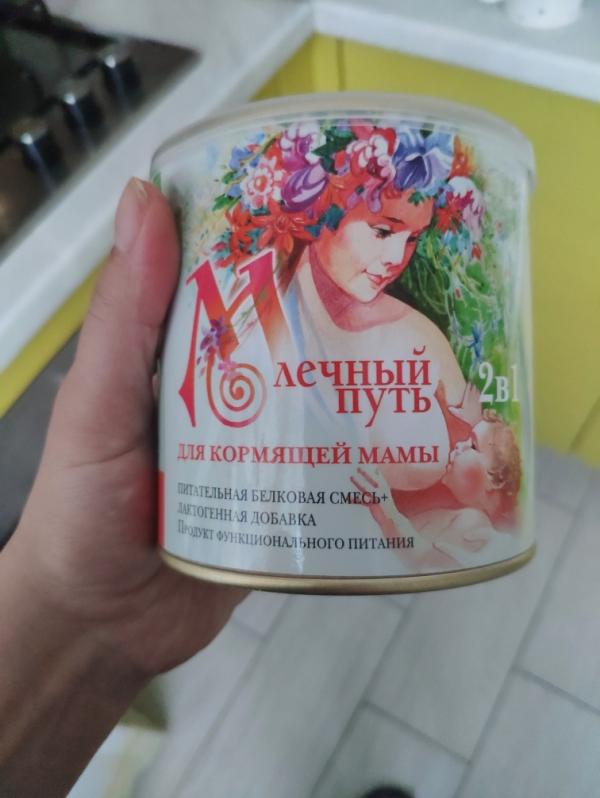 Млечный
путь
2в1
ДЛЯ КОРМЯЩЕЙ МАМЫ
ПИТАТЕЛЬНАЯ БЕЛКОВАЯ СМЕСЬ+
ЛАКТОГЕННАЯ ДОБАВКА
ПРОДУКТ ФУНКЦИОНАЛЬНОГО ПИТАНИЯ